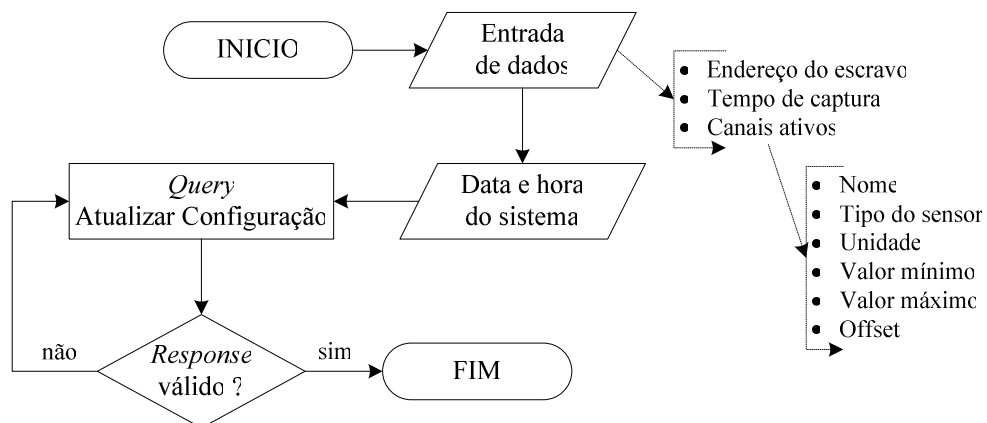 INICIO
Entrada
de dados
• Endereço do escravo
• Tempo de captura
• Canais ativos
Query
Atualizar Configuração
Data e hora
do sistema
• Nome
• Tipo do sensor
• Unidade
• Valor mínimo
• Valor máximo
• Offset
não
Response
válido ?
sim
FIM